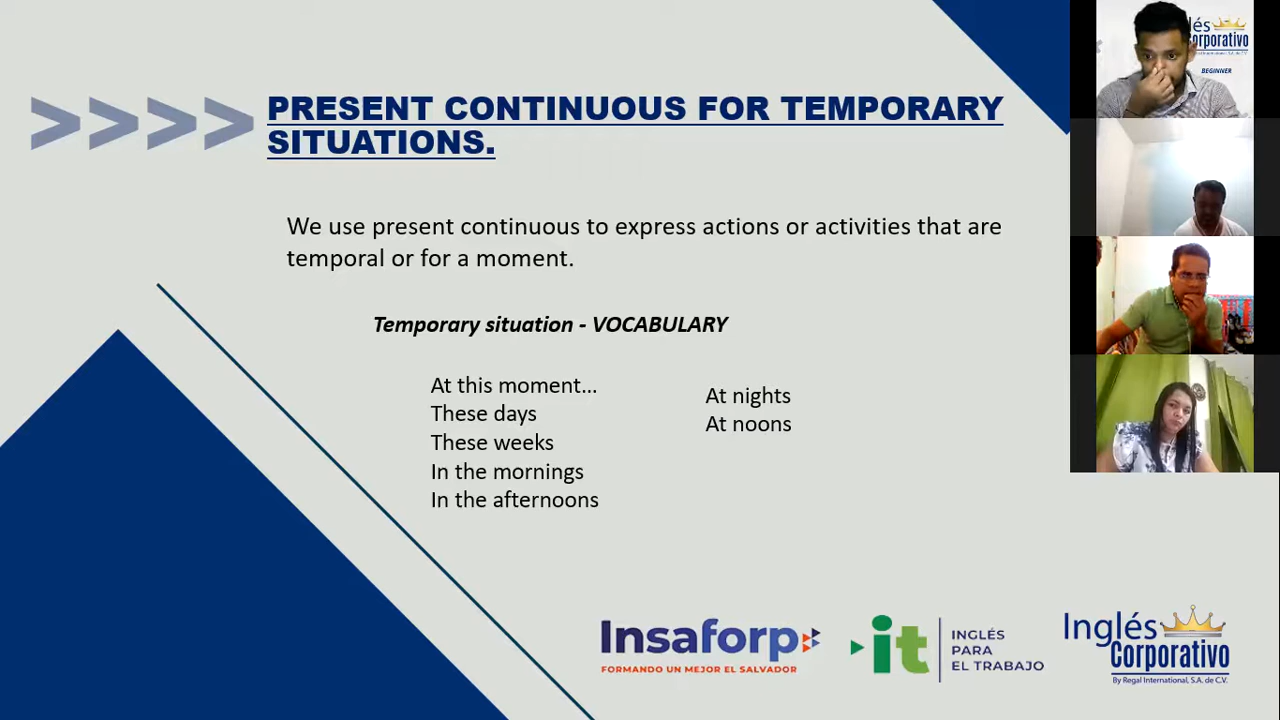 >>>> PRESENT CONTINUOUS FOR TEMPORARY
SITUATIONS.
We use present continuous to express actions or activities that are
temporal or for a moment.
Temporary situation - VOCABULARY
At this moment...
These days
These weeks
In the mornings
In the afternoons
At nights
At noons
Insaforp
FORMANDO UN MEJOR EL SALVADOR
it
INGLÉS
PARA
EL TRABAJO
Inglés
Corporativo
By Regal International, S.A. de C.V.
lés
Corporativo
BEGINNER